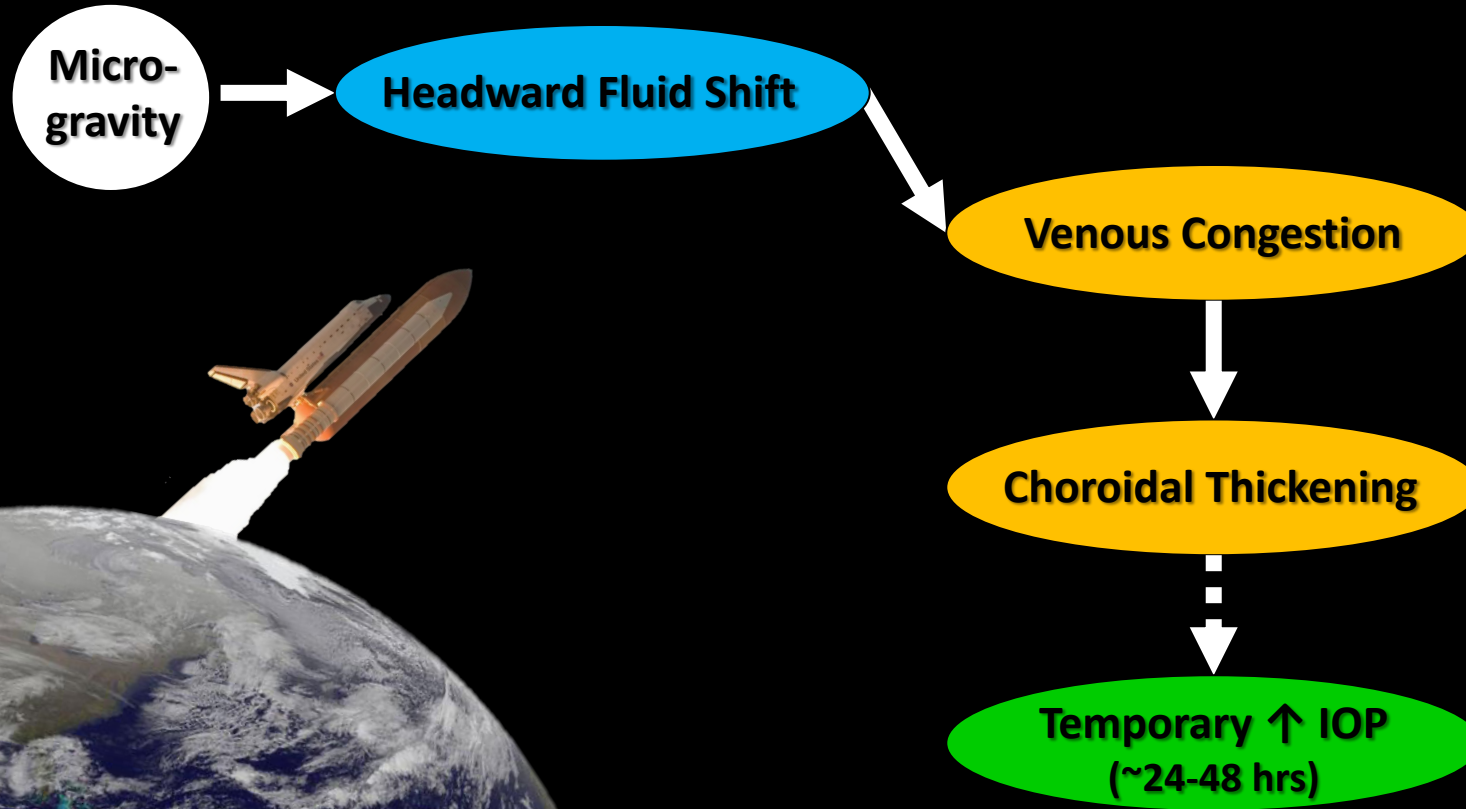 Micro-
gravity
Headward Fluid Shift
Venous Congestion
Choroidal Thickening
Temporary ↑ IOP
(~24-48 hrs)